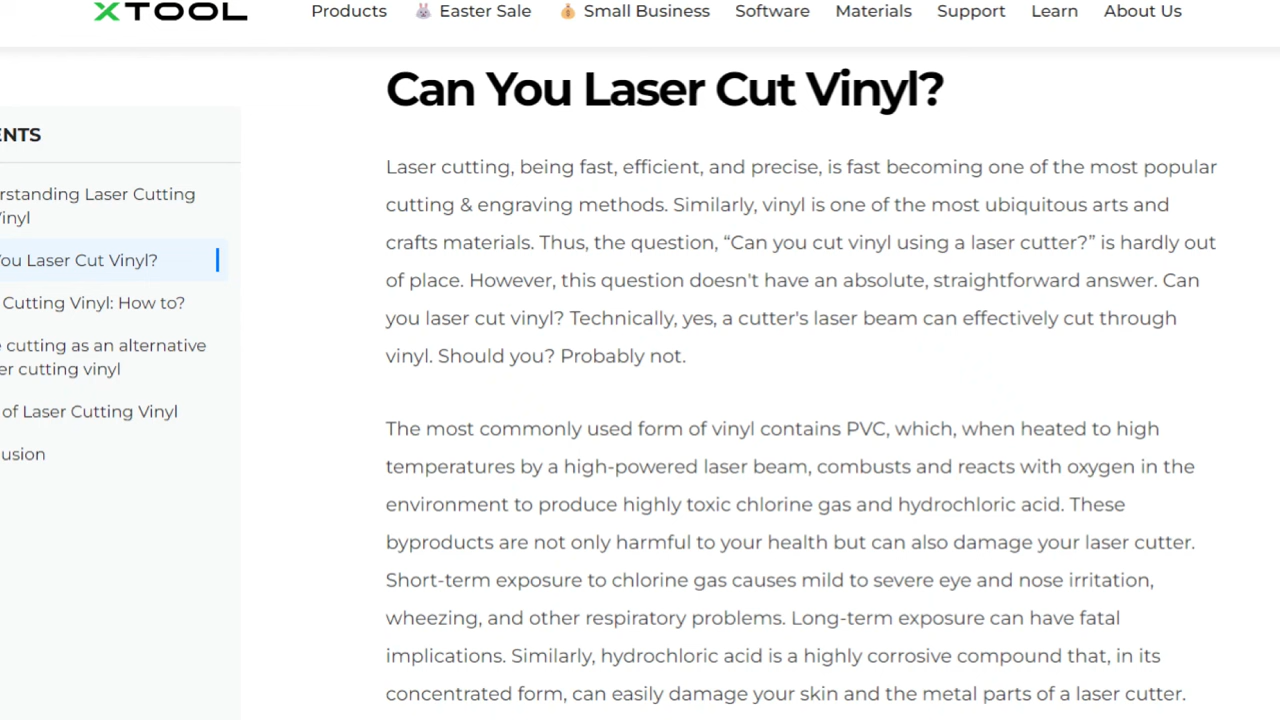 XTOOL
Products Easter Sale Small Business Software Materials Support Learn About Us
Can You Laser Cut Vinyl?
ENTS
rstanding Laser Cutting
Vinyl
You Laser Cut Vinyl?
Cutting Vinyl: How to?
cutting as an alternative
er cutting vinyl
of Laser Cutting Vinyl
usion
Laser cutting, being fast, efficient, and precise, is fast becoming one of the most popular
cutting & engraving methods. Similarly, vinyl is one of the most ubiquitous arts and
crafts materials. Thus, the question, “Can you cut vinyl using a laser cutter?” is hardly out
of place. However, this question doesn't have an absolute, straightforward answer. Can
you laser cut vinyl? Technically, yes, a cutter's laser beam can effectively cut through
vinyl. Should you? Probably not.
The most commonly used form of vinyl contains PVC, which, when heated to high
temperatures by a high-powered laser beam, combusts and reacts with oxygen in the
environment to produce highly toxic chlorine gas and hydrochloric acid. These
byproducts are not only harmful to your health but can also damage your laser cutter.
Short-term exposure to chlorine gas causes mild to severe eye and nose irritation,
wheezing, and other respiratory problems. Long-term exposure can have fatal
implications. Similarly, hydrochloric acid is a highly corrosive compound that, in its
concentrated form, can easily damage your skin and the metal parts of a laser cutter.